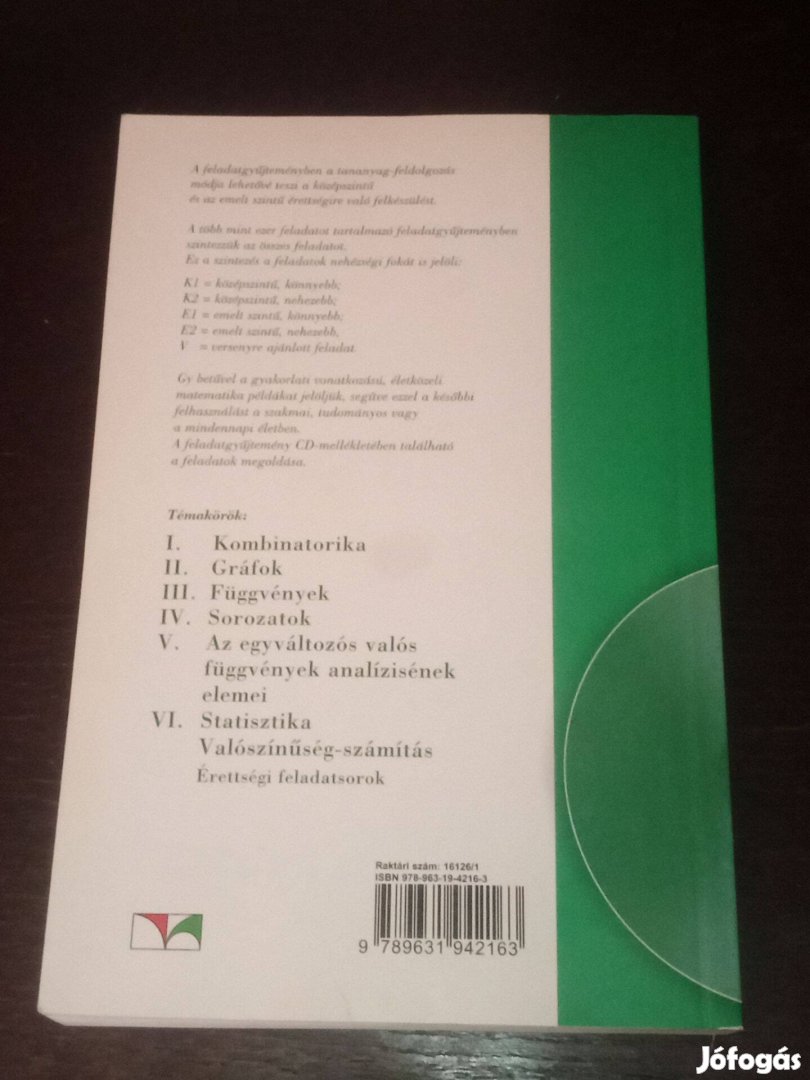 A feladatgyűjteményben a tananyag-feldolgozás
módja lehetővé teszi a középszintű
és az emelt szintű érettségire való felkészülést.
A több mint ezer feladatot tartalmazó feladatgyűjteményben
szinteztük az összes feladatot.
Ez a szintezés a feladatok nehézségi fokát is jelöli:
K1 = középszintű, könnyebb;
K2 = középszintű, nehezebb;
E1 = emelt szintű, könnyebb;
E2 = emelt szintű, nehezebb,
V = versenyre ajánlott feladat.
Gy betűvel a gyakorlati vonatkozású, életközeli
matematika példákat jelöljük, segítve ezzel a későbbi
felhasználást a szakmai, tudományos vagy
a mindennapi életben.
A feladatgyűjtemény CD-mellékletében található
a feladatok megoldása.
Témakörök:
I. Kombinatorika
II. Gráfok
III. Függvények
IV. Sorozatok
V. Az egyváltozós valós
függvények analízisének
elemei
VI. Statisztika
Valószínűség-számítás
Érettségi feladatsorok
Raktári szám: 16126/1
ISBN 978-963-19-4216-3
9 789631 942163
Jófogás